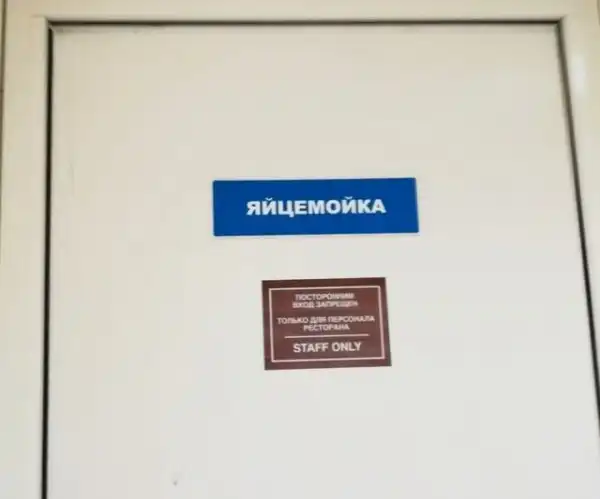 ЯЙЦЕМОЙКА
ПОСТОРОННИМ
ВХОД ЗАПРЕЩЕН
ТОЛЬКО ДЛЯ ПЕРСОНАЛА
РЕСТОРАНА
STAFF ONLY